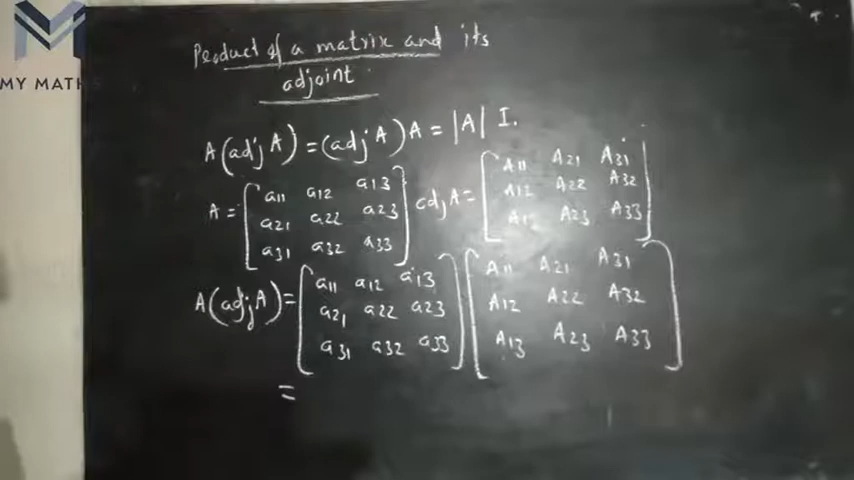 MY MATHS
Product of a matrix and its
adjoint
A(adj A) = (adj A) A = |A| I.
A = [ a11 a12 a13
a21 a22 a23
a31 a32 a33 ]
adj A = [ A11 A21 A31
A12 A22 A32
A23 A33 ]
A(adj A) = [ a11 a12 a13
a21 a22 a23
a31 a32 a33 ]
[ A11 A21 A31
A12 A22 A32
A13 A23 A33 ]
=